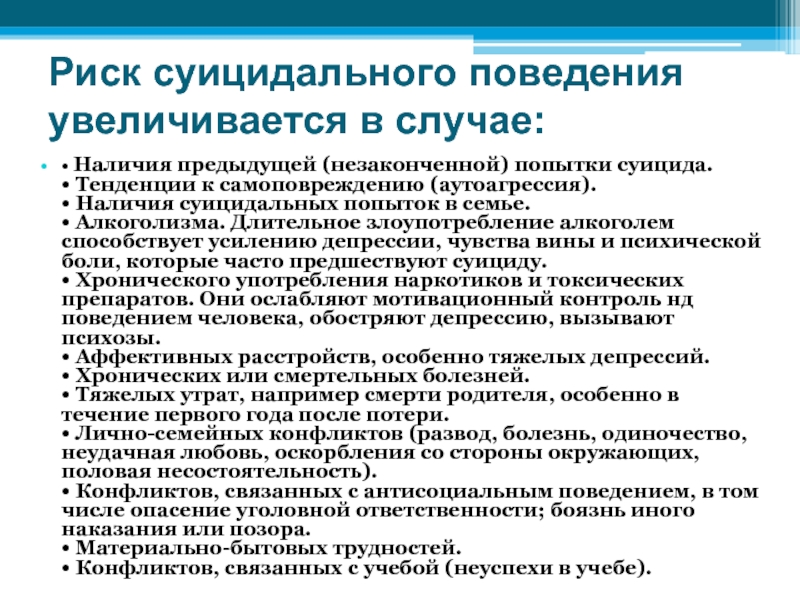 Риск суицидального поведения
увеличивается в случае:
• • Наличия предыдущей (незаконченной) попытки суицида.
• Тенденции к самоповреждению (аутоагрессия).
• Наличия суицидальных попыток в семье.
• Алкоголизма. Длительное злоупотребление алкоголем
способствует усилению депрессии, чувства вины и психической
боли, которые часто предшествуют суициду.
• Хронического употребления наркотиков и токсических
препаратов. Они ослабляют мотивационный контроль нд
поведением человека, обостряют депрессию, вызывают
психозы.
• Аффективных расстройств, особенно тяжелых депрессий.
• Хронических или смертельных болезней.
• Тяжелых утрат, например смерти родителя, особенно в
течение первого года после потери.
• Лично-семейных конфликтов (развод, болезнь, одиночество,
неудачная любовь, оскорбления со стороны окружающих,
половая несостоятельность).
• Конфликтов, связанных с антисоциальным поведением, в том
числе опасение уголовной ответственности; боязнь иного
наказания или позора.
• Материально-бытовых трудностей.
• Конфликтов, связанных с учебой (неуспехи в учебе).